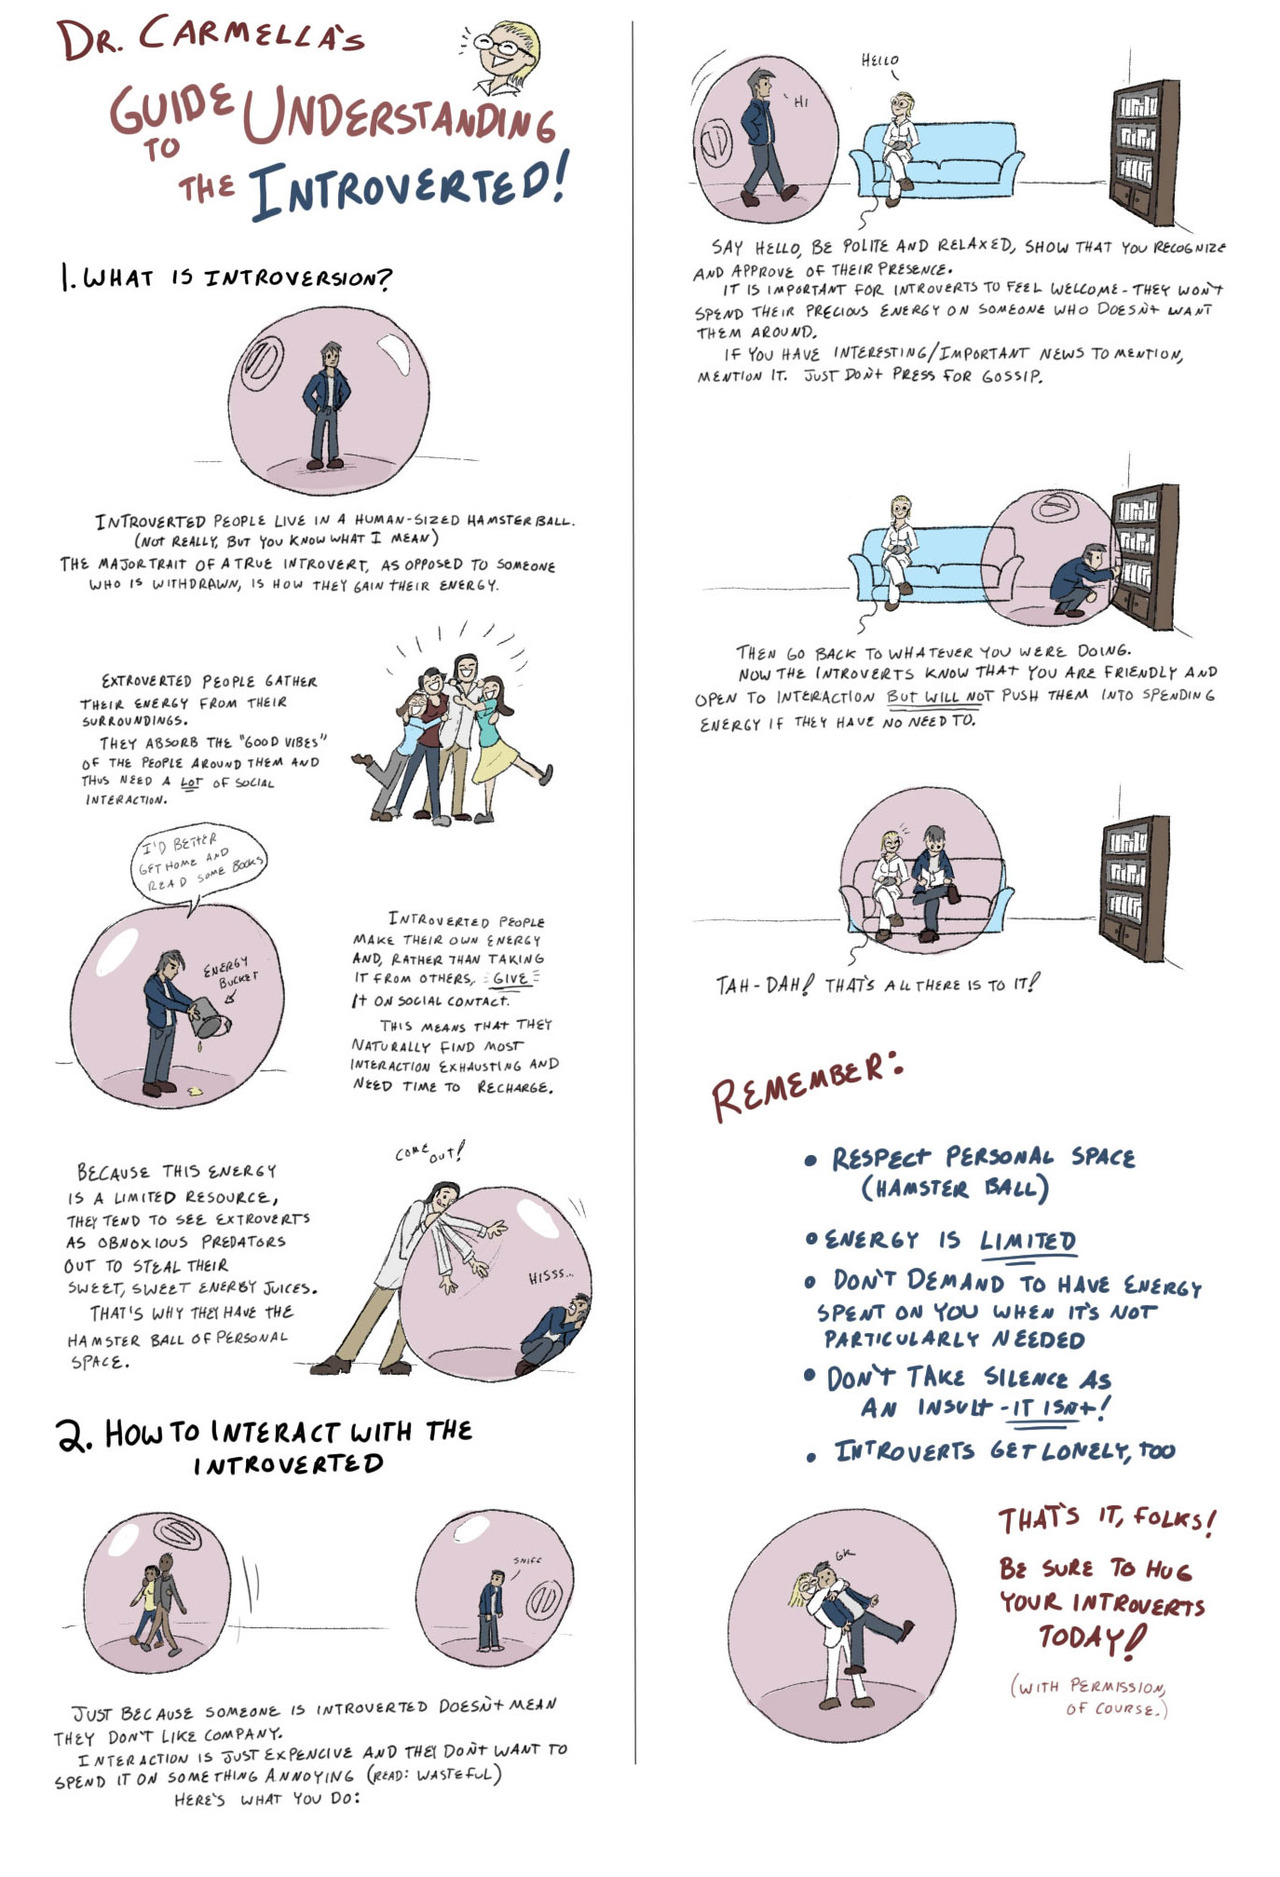 DR. CARMELLA'S
GUIDE
TO
UNDERSTANDING
THE INTROVERTED!
1. WHAT IS INTROVERSION?
INTROVERTED PEOPLE LIVE IN A HUMAN-SIZED HAMSTER BALL.
(NOT REALLY, BUT YOU KNOW WHAT I MEAN)
THE MAJOR TRAIT OF A TRUE INTROVERT, AS OPPOSED TO SOMEONE
WHO IS WITHDRAWN, IS HOW THEY GAIN THEIR ENERGY.
EXTROVERTED PEOPLE GATHER
THEIR ENERGY FROM THEIR
SURROUNDINGS.
THEY ABSORB THE "GOOD VIBES"
OF THE PEOPLE AROUND THEM AND
THUS NEED A LOT OF SOCIAL
INTERACTION.
I'D BETTER
GET HOME AND
READ SOME BOOKS
ENERGY
BUCKET
INTROVERTED PEOPLE
MAKE THEIR OWN ENERGY
AND, RATHER THAN TAKING
IT FROM OTHERS, GIVE
IT ON SOCIAL CONTACT.
THIS MEANS THAT THEY
NATURALLY FIND MOST
INTERACTION EXHAUSTING AND
NEED TIME TO RECHARGE.
BECAUSE THIS ENERGY
IS A LIMITED RESOURCE,
THEY TEND TO SEE EXTROVERTS
AS OBNOXIOUS PREDATORS
OUT TO STEAL THEIR
SWEET, SWEET ENERGY JUICES.
THAT'S WHY THEY HAVE THE
HAMSTER BALL OF PERSONAL
SPACE.
COME OUT!
HISSS...
2. HOW TO INTERACT WITH THE
INTROVERTED
SNIFF
JUST BECAUSE SOMEONE IS INTROVERTED DOESN'T MEAN
THEY DON'T LIKE COMPANY.
INTERACTION IS JUST EXPENCIVE AND THEY DON'T WANT TO
SPEND IT ON SOMETHING ANNOYING (READ: WASTEFUL)
HERE'S WHAT YOU DO:
HELLO
HI
SAY HELLO, BE POLITE AND RELAXED, SHOW THAT YOU RECOGNIZE
AND APPROVE OF THEIR PRESENCE.
IT IS IMPORTANT FOR INTROVERTS TO FEEL WELCOME - THEY WON'T
SPEND THEIR PRECIOUS ENERGY ON SOMEONE WHO DOESN'T WANT
THEM AROUND.
IF YOU HAVE INTERESTING/IMPORTANT NEWS TO MENTION,
MENTION IT. JUST DON'T PRESS FOR GOSSIP.
THEN GO BACK TO WHATEVER YOU WERE DOING.
NOW THE INTROVERTS KNOW THAT YOU ARE FRIENDLY AND
OPEN TO INTERACTION BUT WILL NOT PUSH THEM INTO SPENDING
ENERGY IF THEY HAVE NO NEED TO.
TAH-DAH! THAT'S ALL THERE IS TO IT!
REMEMBER:
• RESPECT PERSONAL SPACE
(HAMSTER BALL)
• ENERGY IS LIMITED
• DON'T DEMAND TO HAVE ENERGY
SPENT ON YOU WHEN IT'S NOT
PARTICULARLY NEEDED
• DON'T TAKE SILENCE AS
AN INSULT - IT ISN'T!
• INTROVERTS GET LONELY, TOO
GK
THAT'S IT, FOLKS!
BE SURE TO HUG
YOUR INTROVERTS
TODAY!
(WITH PERMISSION,
OF COURSE.)